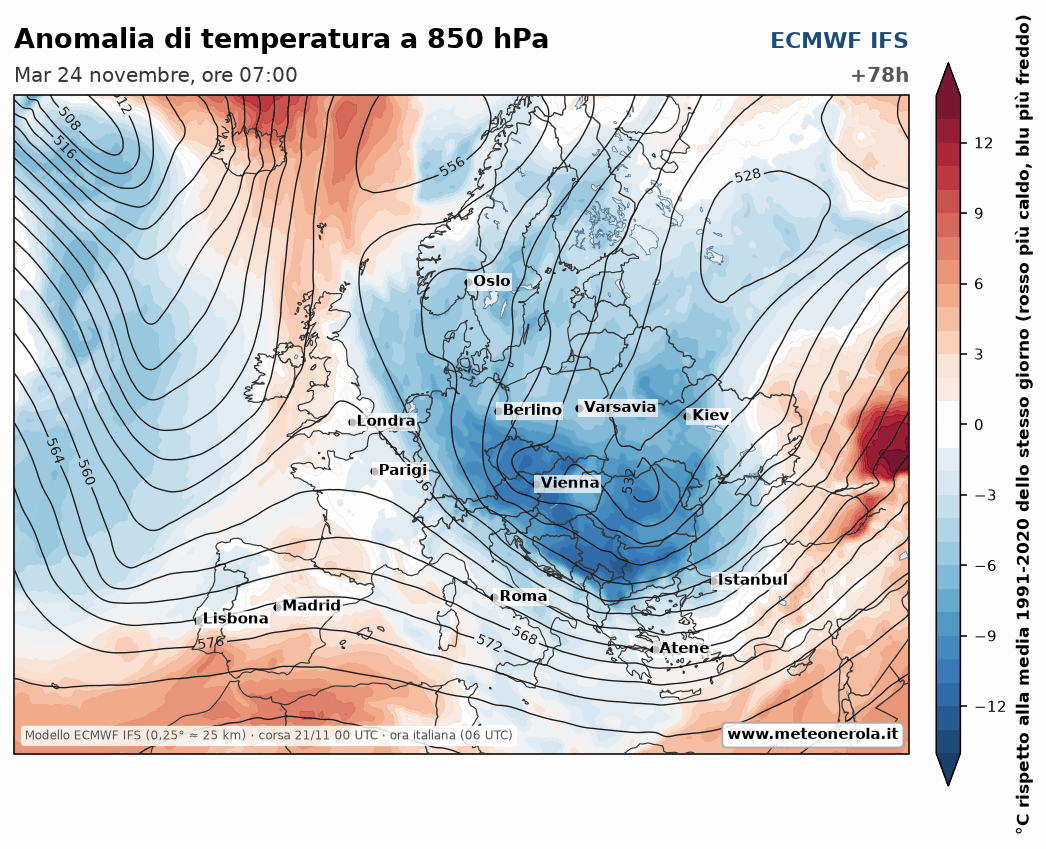 Anomalia di temperatura a 850 hPa
ECMWF IFS
Mar 24 novembre, ore 07:00
+78h
508
512
516
556
528
Oslo
Londra
Berlino
Varsavia
Kiev
Parigi
Vienna
532
564
560
Istanbul
Roma
Madrid
Lisbona
576
568
572
Atene
Modello ECMWF IFS (0,25° ≈ 25 km) · corsa 21/11 00 UTC · ora italiana (06 UTC)
www.meteonerola.it
12
9
6
3
0
−3
−6
−9
−12
°C rispetto alla media 1991-2020 dello stesso giorno (rosso più caldo, blu più freddo)